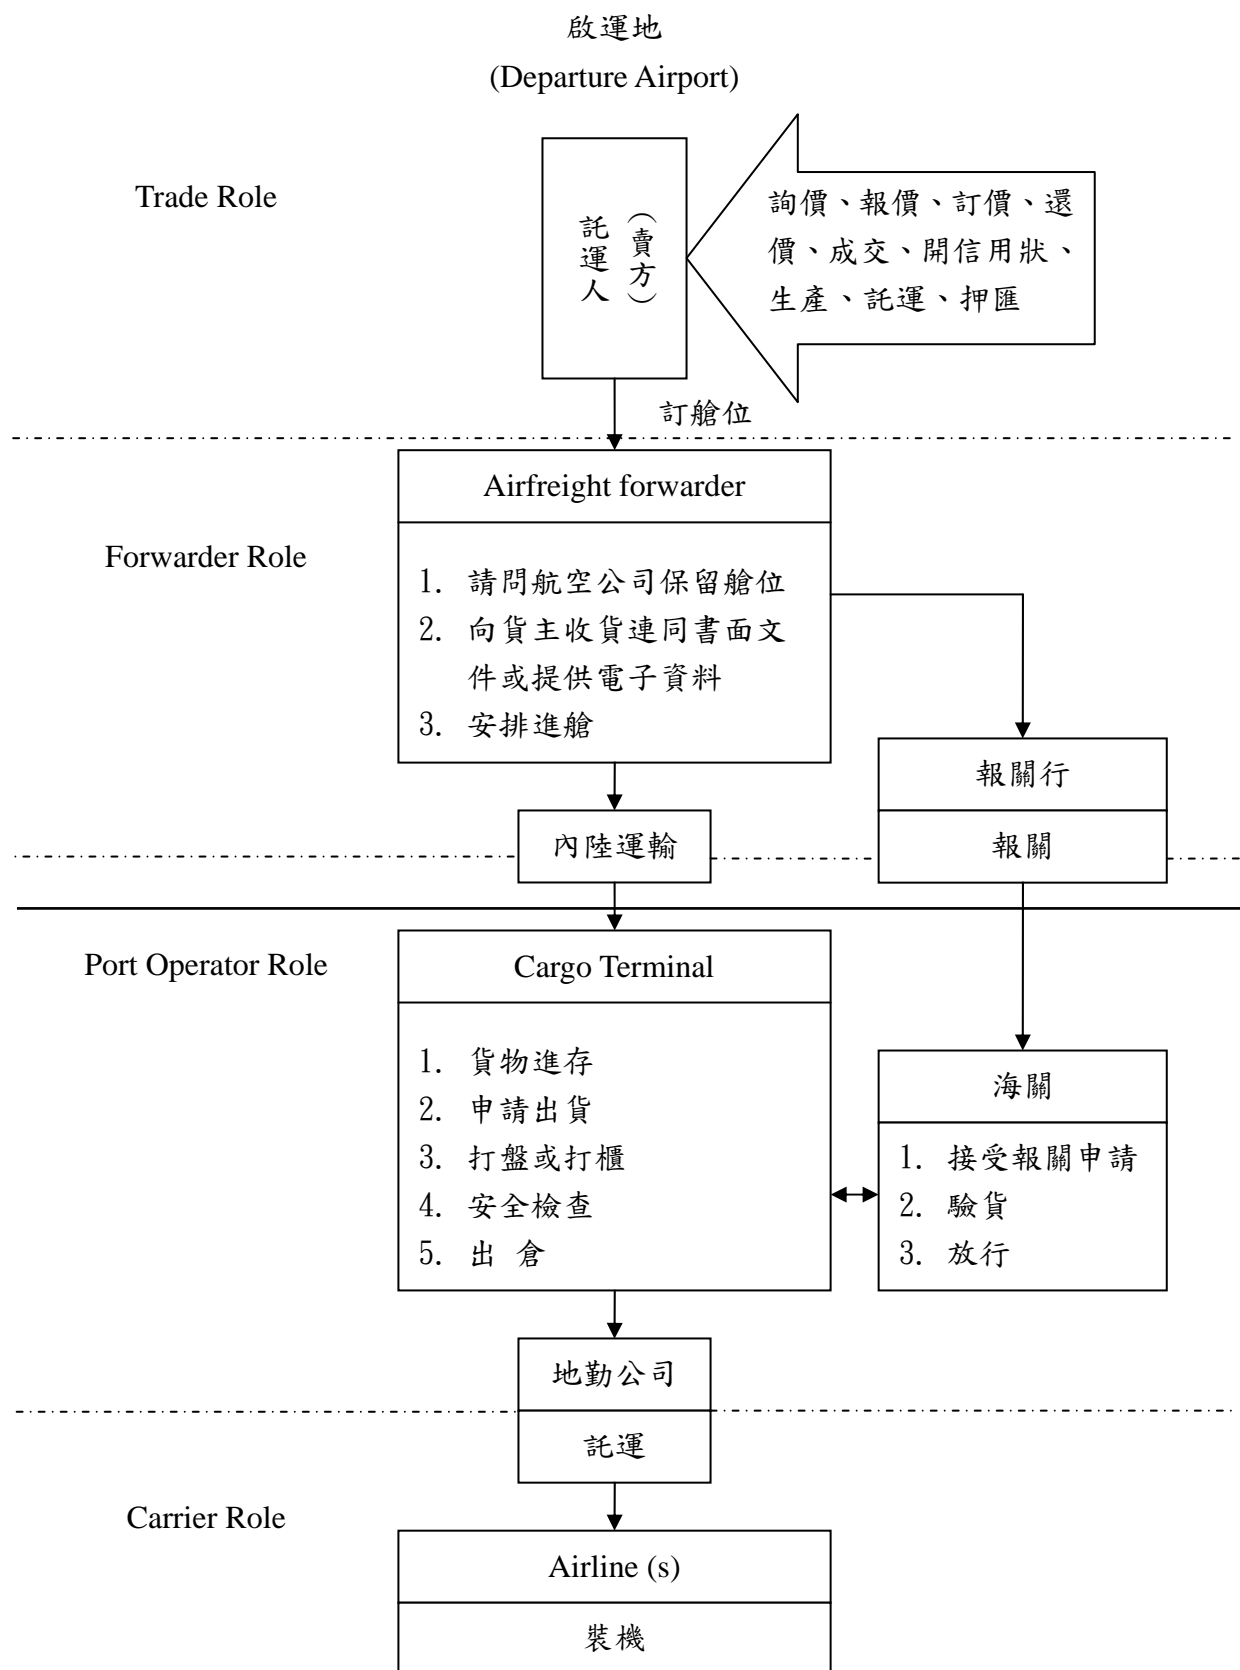 啟運地
(Departure Airport)
Trade Role
託運人
（賣方）
詢價、報價、訂價、還
價、成交、開信用狀、
生產、託運、押匯
訂艙位
Airfreight forwarder
Forwarder Role
1. 請問航空公司保留艙位
2. 向貨主收貨連同書面文
件或提供電子資料
3. 安排進艙
報關行
報關
內陸運輸
Port Operator Role
Cargo Terminal
1. 貨物進存
2. 申請出貨
3. 打盤或打櫃
4. 安全檢查
5. 出 倉
海關
1. 接受報關申請
2. 驗貨
3. 放行
地勤公司
託運
Carrier Role
Airline (s)
裝機